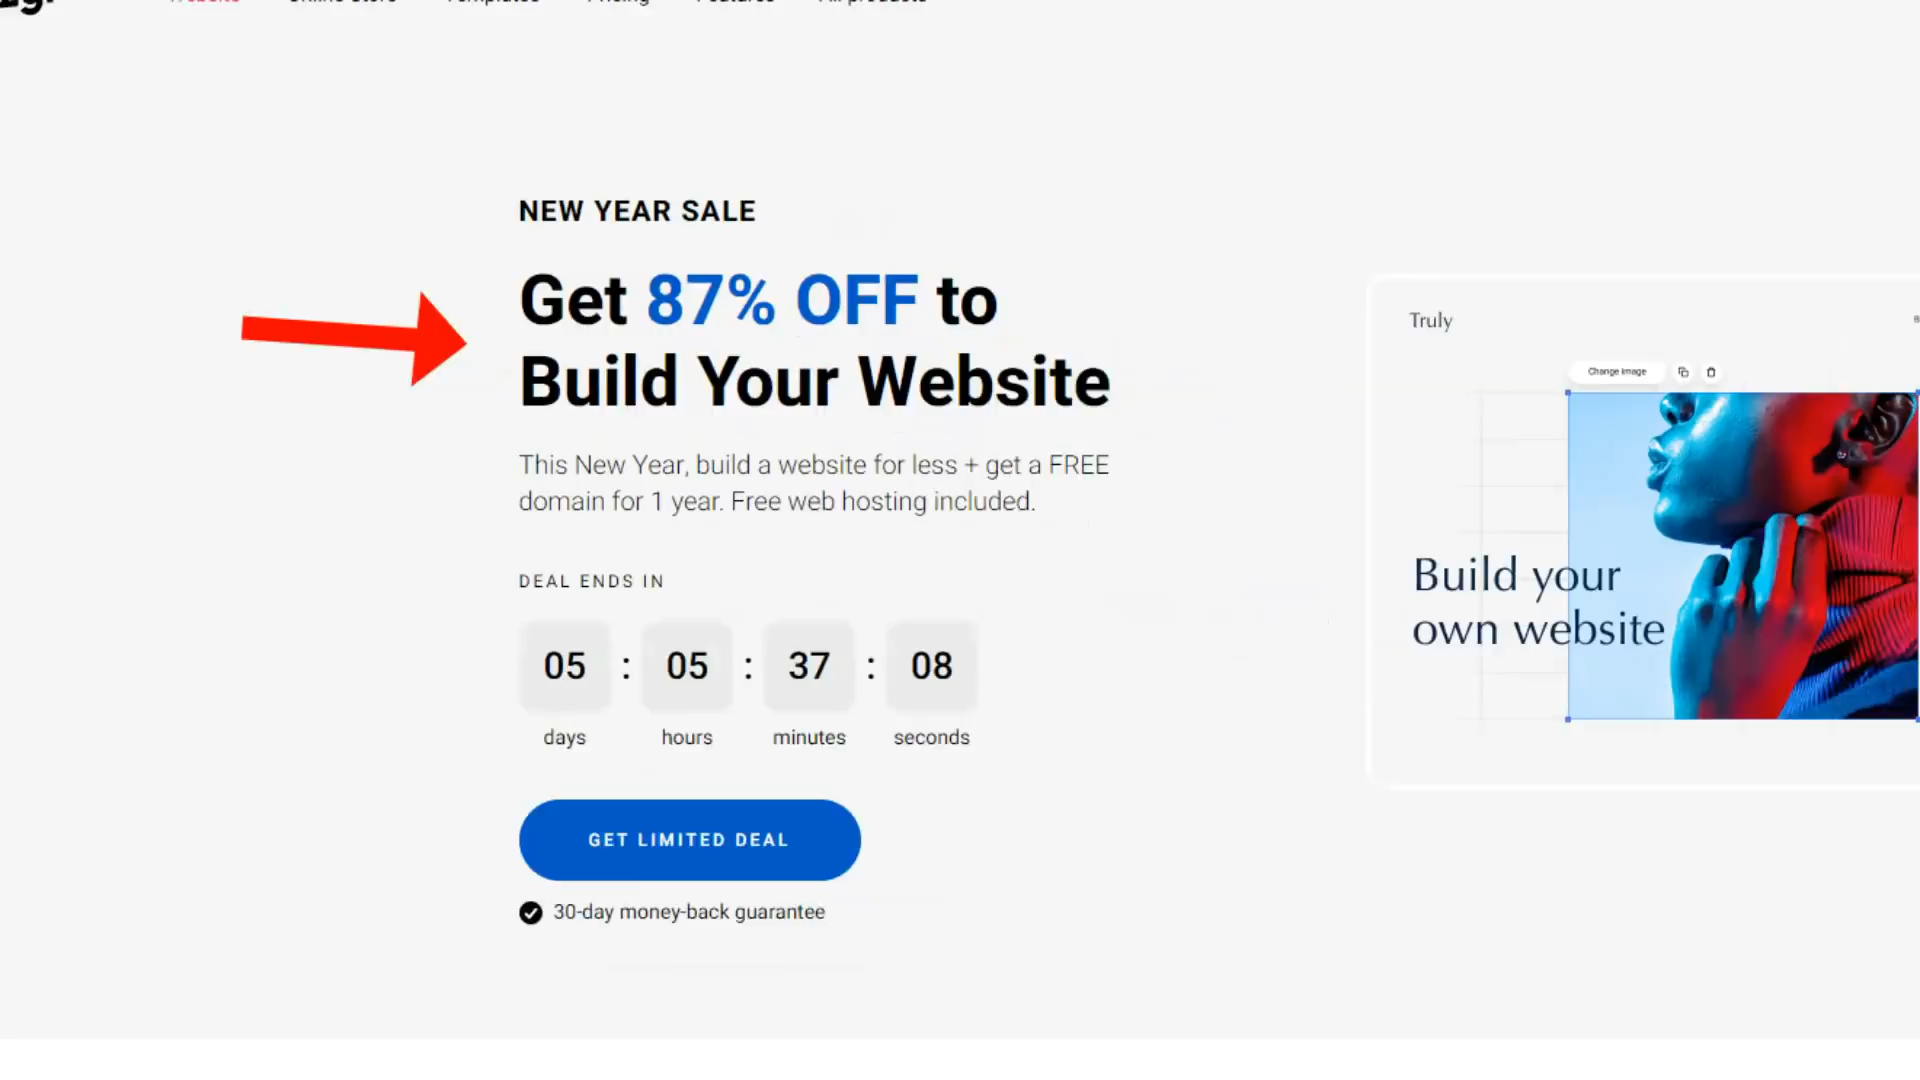 NEW YEAR SALE
Get 87% OFF to
Build Your Website
This New Year, build a website for less + get a FREE
domain for 1 year. Free web hosting included.
DEAL ENDS IN
05 : 05 : 37 : 08
days hours minutes seconds
GET LIMITED DEAL
30-day money-back guarantee
Truly
Change image
Build your
own website